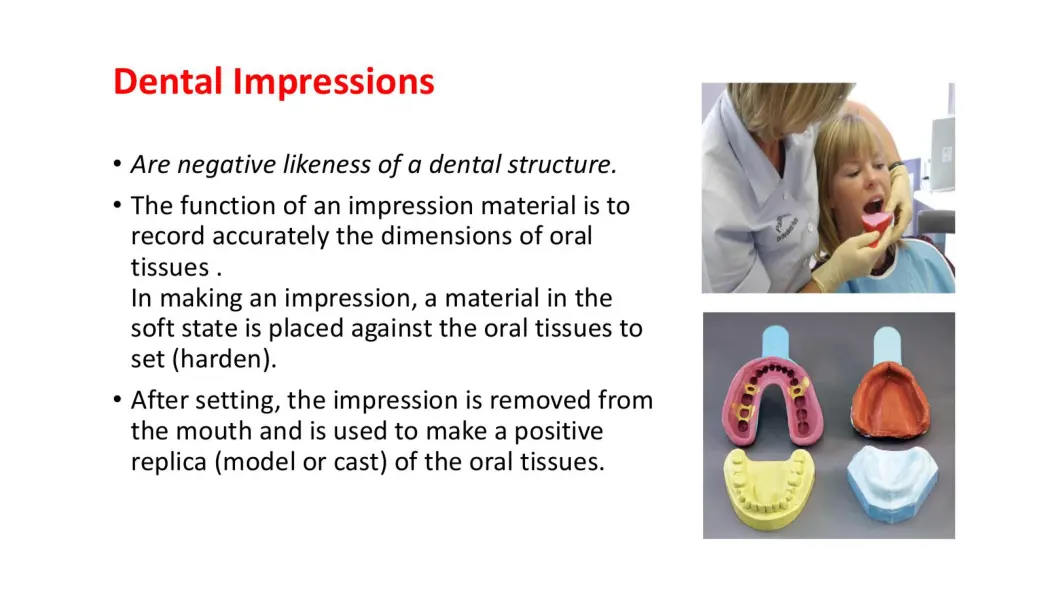 Dental Impressions
• Are negative likeness of a dental structure.
• The function of an impression material is to
record accurately the dimensions of oral
tissues .
In making an impression, a material in the
soft state is placed against the oral tissues to
set (harden).
• After setting, the impression is removed from
the mouth and is used to make a positive
replica (model or cast) of the oral tissues.